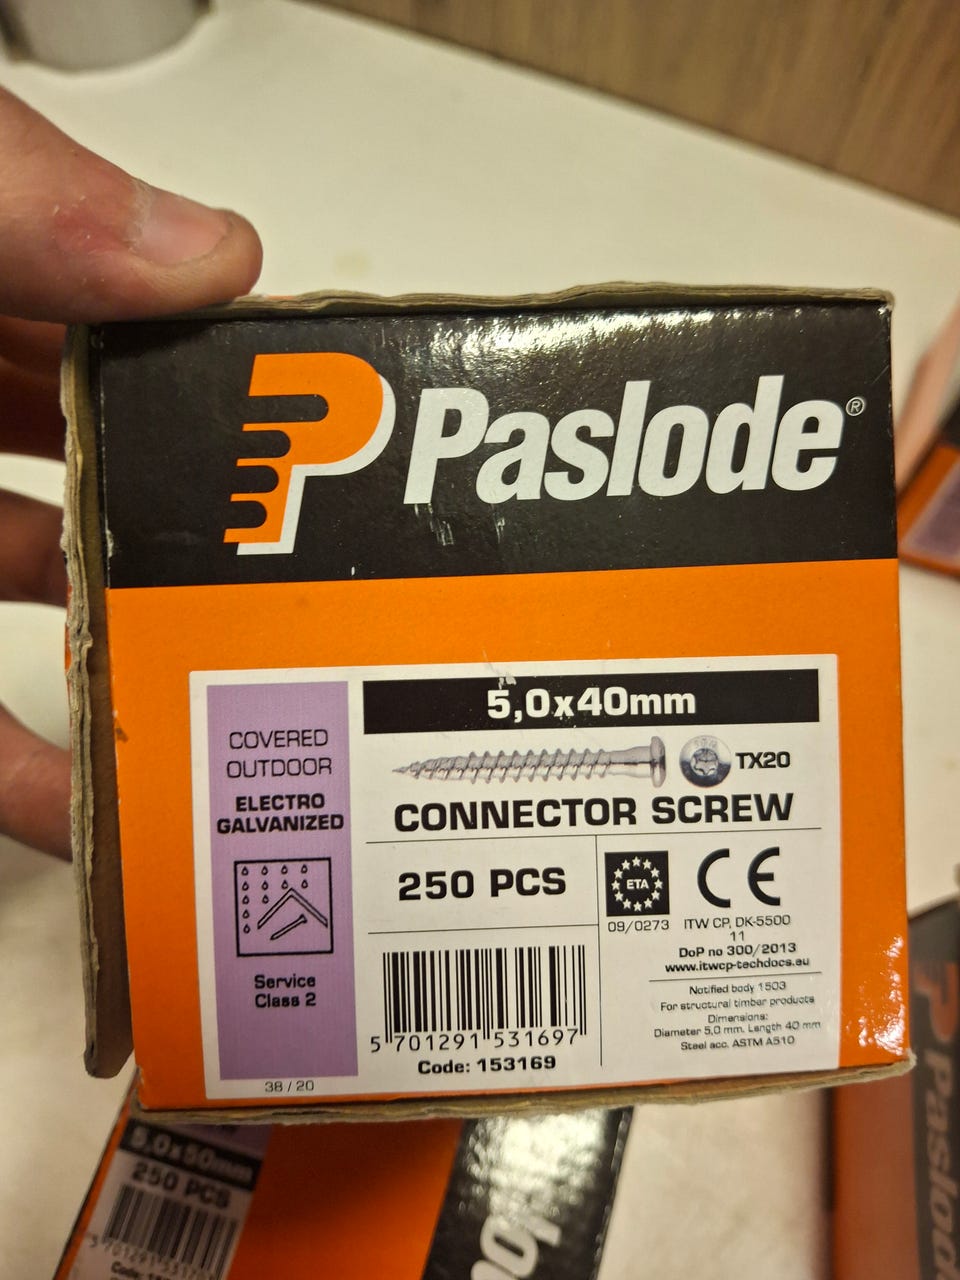 Paslode®
5,0x40mm
COVERED
OUTDOOR
ELECTRO
GALVANIZED
Service
Class 2
TX20
CONNECTOR SCREW
250 PCS
ETA
09/0273
CE
ITW CP, DK-5500
11
DoP no 300/2013
www.itwcp-techdocs.eu
Notified body 1503
For structural timber products
Dimensions:
Diameter 5,0 mm. Length 40 mm
Steel acc. ASTM A510
5 701291 531697
Code: 153169
38 / 20
5,0x50mm
250 PCS
Paslode